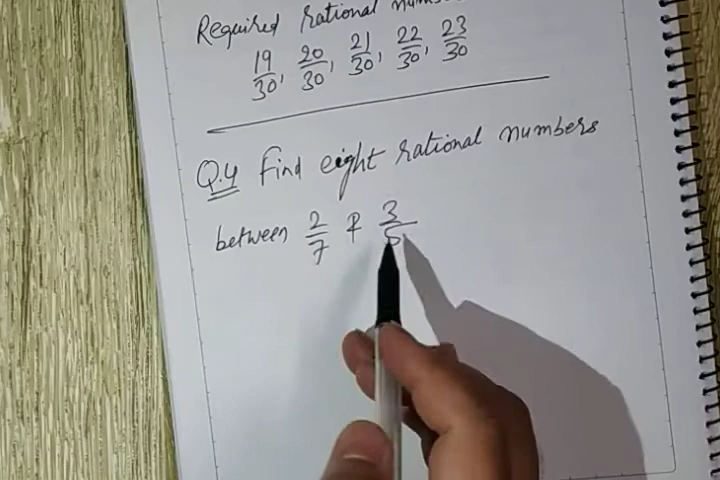 Required rational
19/30, 20/30, 21/30, 22/30, 23/30
Q.4 Find eight rational numbers
between 2/7 & 3/5